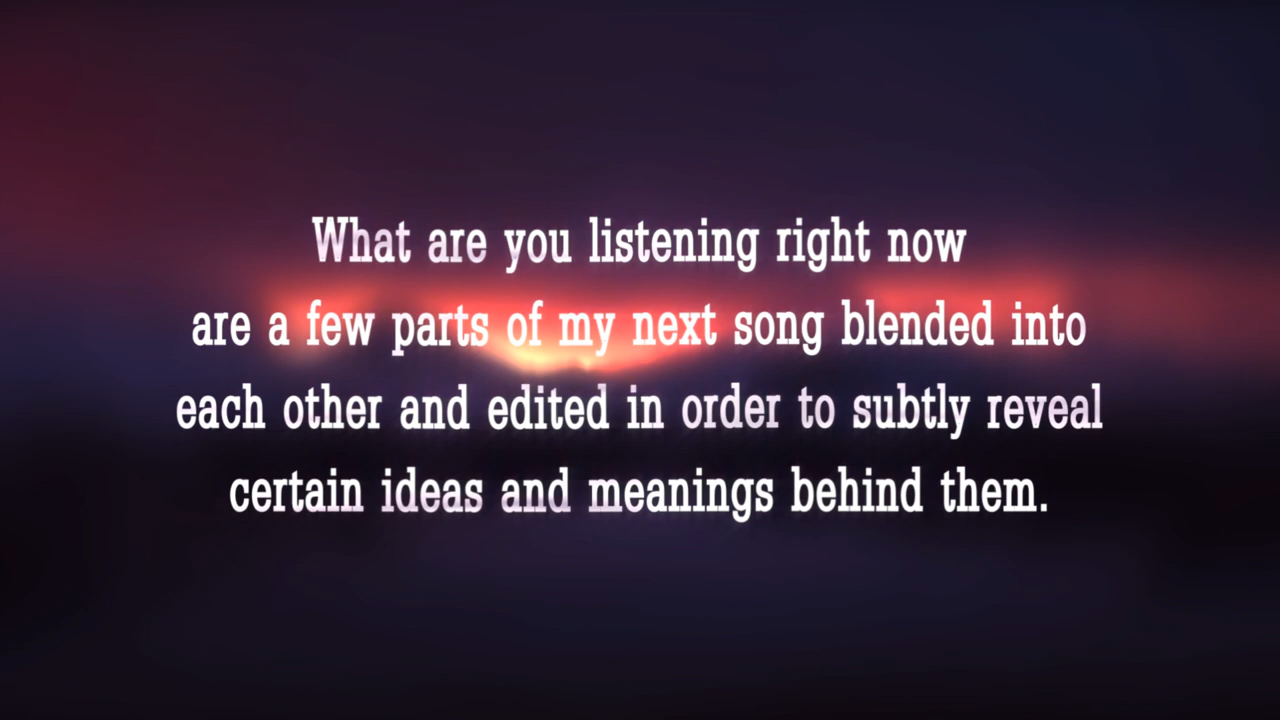 What are you listening right now
are a few parts of my next song blended into
each other and edited in order to subtly reveal
certain ideas and meanings behind them.